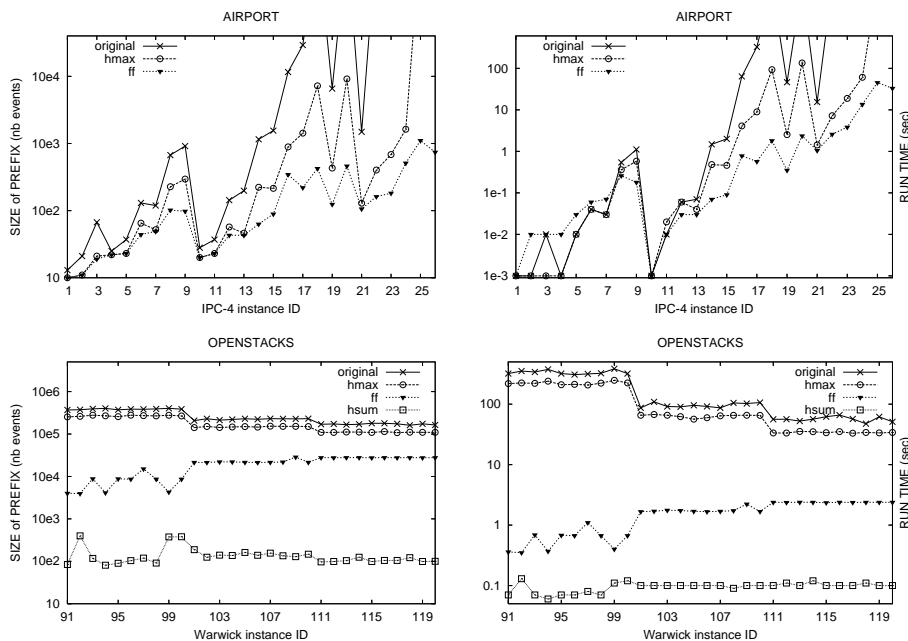 AIRPORT
original
hmax
ff
10e4
10e3
10e2
10
SIZE of PREFIX (nb events)
1 3 5 7 9 11 13 15 17 19 21 23 25
IPC-4 instance ID
AIRPORT
original
hmax
ff
100
10
1
1e-1
1e-2
1e-3
RUN TIME (sec)
1 3 5 7 9 11 13 15 17 19 21 23 25
IPC-4 instance ID
OPENSTACKS
original
hmax
ff
hsum
10e6
10e5
10e4
10e3
10e2
10
SIZE of PREFIX (nb events)
91 95 99 103 107 111 115 119
Warwick instance ID
OPENSTACKS
original
hmax
ff
hsum
100
10
1
0.1
RUN TIME (sec)
91 95 99 103 107 111 115 119
Warwick instance ID